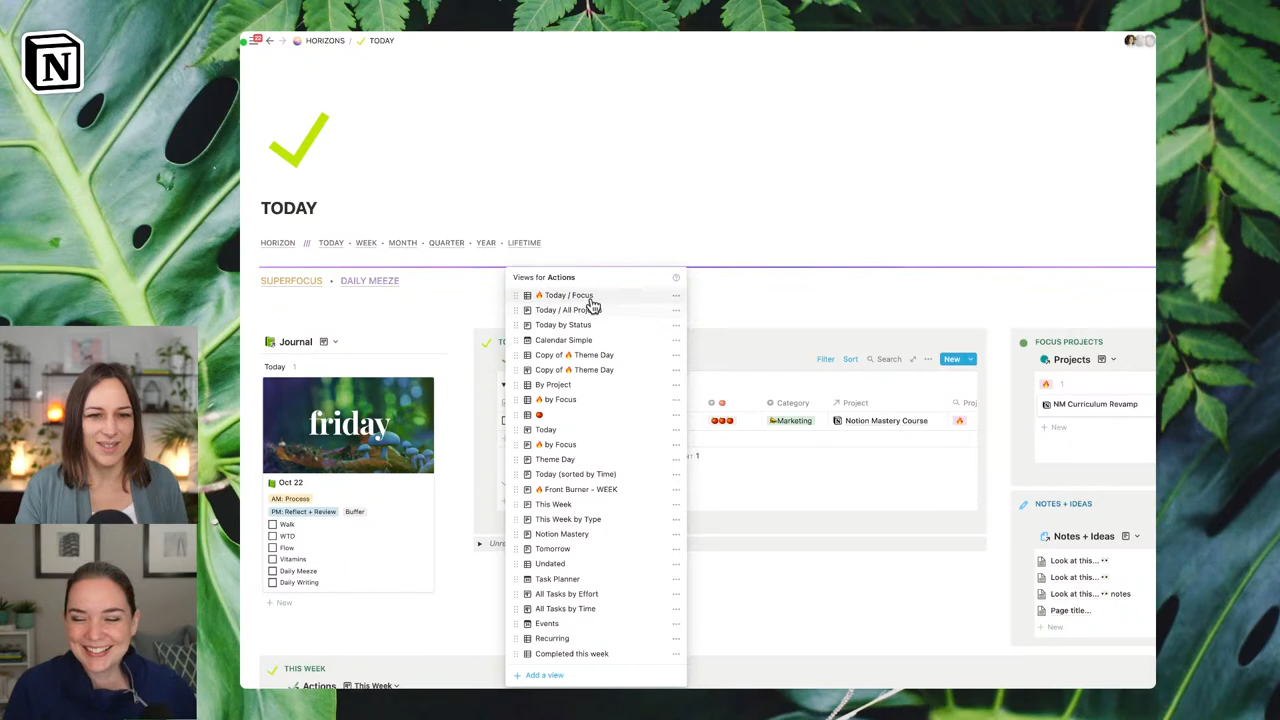 N
22
HORIZONS / TODAY
TODAY
HORIZON /// TODAY • WEEK • MONTH • QUARTER • YEAR • LIFETIME
SUPERFOCUS • DAILY MEEZE
Journal
Today 1
friday
Oct 22
AM: Process
PM: Reflect + Review Buffer
Walk
WTD
Flow
Vitamins
Daily Meeze
Daily Writing
+ New
Views for Actions
Today / Focus
Today / All
Today by Status
Calendar Simple
Copy of 🔥 Theme Day
Copy of 🔥 Theme Day
By Project
🔥 by Focus
Today
🔥 by Focus
Theme Day
Today (sorted by Time)
🔥 Front Burner - WEEK
This Week
This Week by Type
Notion Mastery
Tomorrow
Undated
Task Planner
All Tasks by Effort
All Tasks by Time
Events
Recurring
Completed this week
+ Add a view
Filter Sort Search ••• New
Category Project
Marketing Notion Mastery Course
1
FOCUS PROJECTS
Projects
1
NM Curriculum Revamp
+ New
NOTES + IDEAS
Notes + Ideas
Look at this...
Look at this...
Look at this... notes
Page title...
+ New
THIS WEEK
Actions This Week